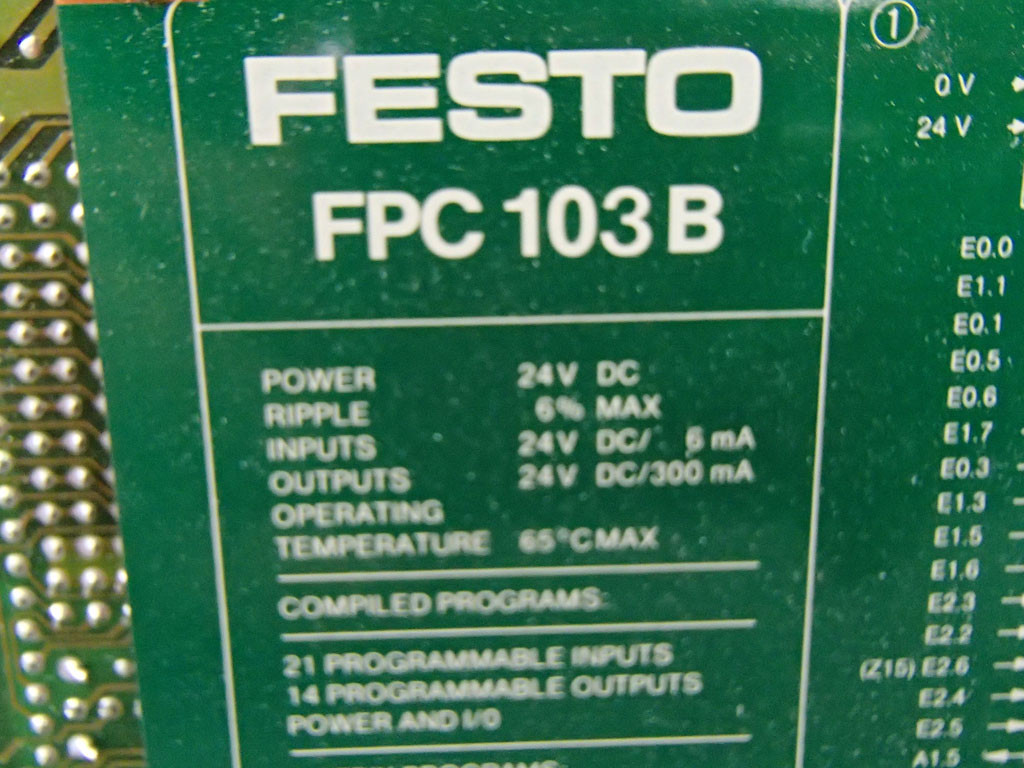 FESTO
FPC 103 B
POWER 24V DC
RIPPLE 6% MAX
INPUTS 24V DC/ 6 mA
OUTPUTS 24V DC/300 mA
OPERATING
TEMPERATURE 65°C MAX
COMPILED PROGRAMS:
21 PROGRAMMABLE INPUTS
14 PROGRAMMABLE OUTPUTS
POWER AND I/0
PROGRAMS:
1
0 V
24 V
E0.0
E1.1
E0.1
E0.5
E0.6
E1.7
E0.3
E1.3
E1.5
E1.6
E2.3
E2.2
(Z15) E2.6
E2.4
E2.5
A1.5